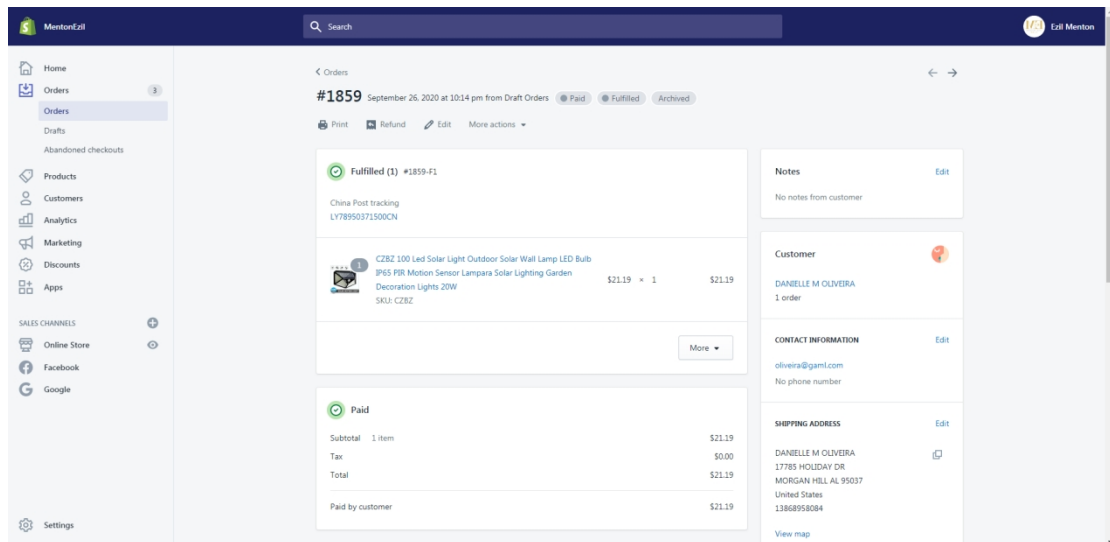 MentonEzil
Search
Ezil Menton
Home
Orders 3
Orders
Drafts
Abandoned checkouts
Products
Customers
Analytics
Marketing
Discounts
Apps
SALES CHANNELS
Online Store
Facebook
Google
Settings
Orders
#1859 September 26, 2020 at 10:14 pm from Draft Orders Paid Fulfilled Archived
Print Refund Edit More actions
Fulfilled (1) #1859-F1
China Post tracking
LY78950371500CN
1
CZBZ 100 Led Solar Light Outdoor Solar Wall Lamp LED Bulb
IP65 PIR Motion Sensor Lampara Solar Lighting Garden
Decoration Lights 20W
SKU: CZBZ
$21.19 × 1 $21.19
More
Paid
Subtotal 1 item $21.19
Tax $0.00
Total $21.19
Paid by customer $21.19
Notes Edit
No notes from customer
Customer
DANIELLE M OLIVEIRA
1 order
CONTACT INFORMATION Edit
oliveira@gaml.com
No phone number
SHIPPING ADDRESS Edit
DANIELLE M OLIVEIRA
17785 HOLIDAY DR
MORGAN HILL AL 95037
United States
13868958084
View map